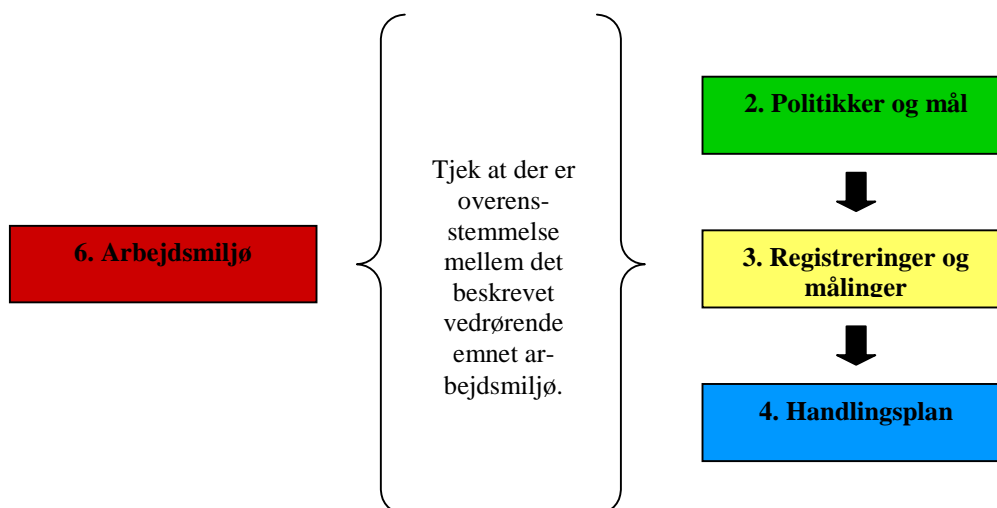 6. Arbejdsmiljø
Tjek at der er
overens-
stemmelse
mellem det
beskrevet
vedrørende
emnet ar-
bejdsmiljø.
2. Politikker og mål
3. Registreringer og
målinger
4. Handlingsplan